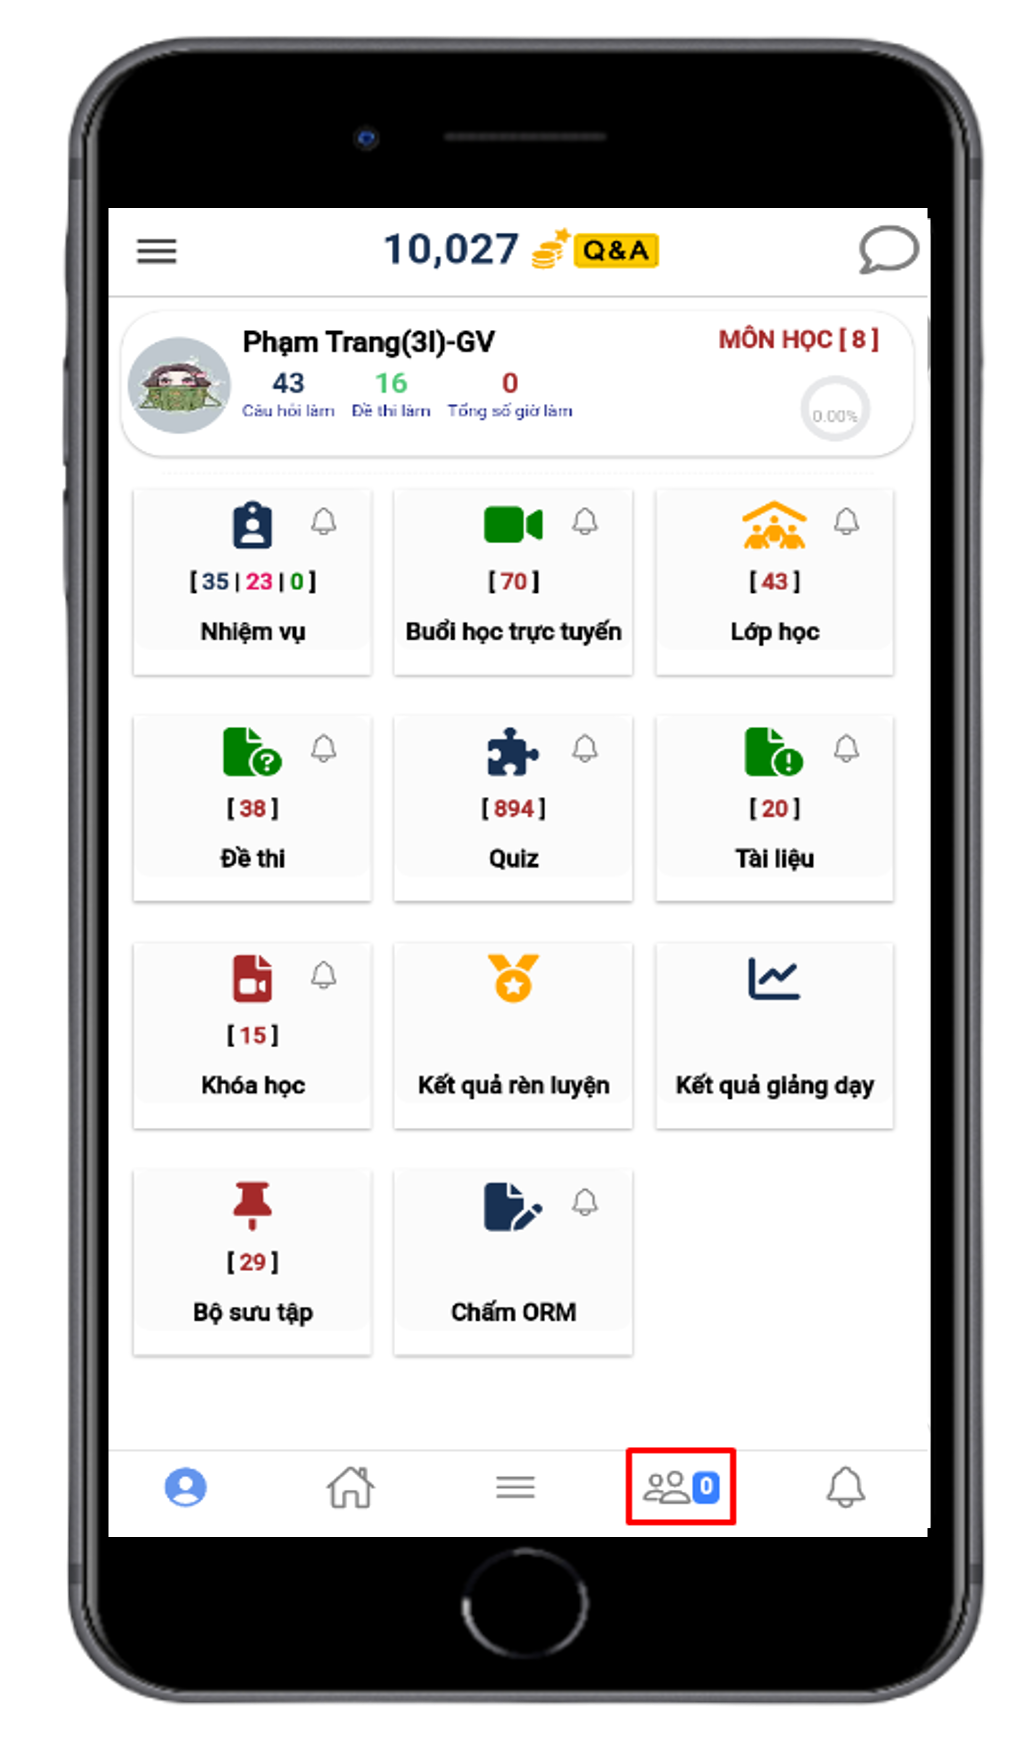 10,027 Q&A
Phạm Trang(3I)-GV
MÔN HỌC [ 8 ]
43 16 0
Câu hỏi làm Đề thi làm Tổng số giờ làm
0.00%
[ 35 | 23 | 0 ] [ 70 ] [ 43 ]
Nhiệm vụ Buổi học trực tuyến Lớp học
[ 38 ] [ 894 ] [ 20 ]
Đề thi Quiz Tài liệu
[ 15 ]
Khóa học Kết quả rèn luyện Kết quả giảng dạy
[ 29 ]
Bộ sưu tập Chấm ORM
0